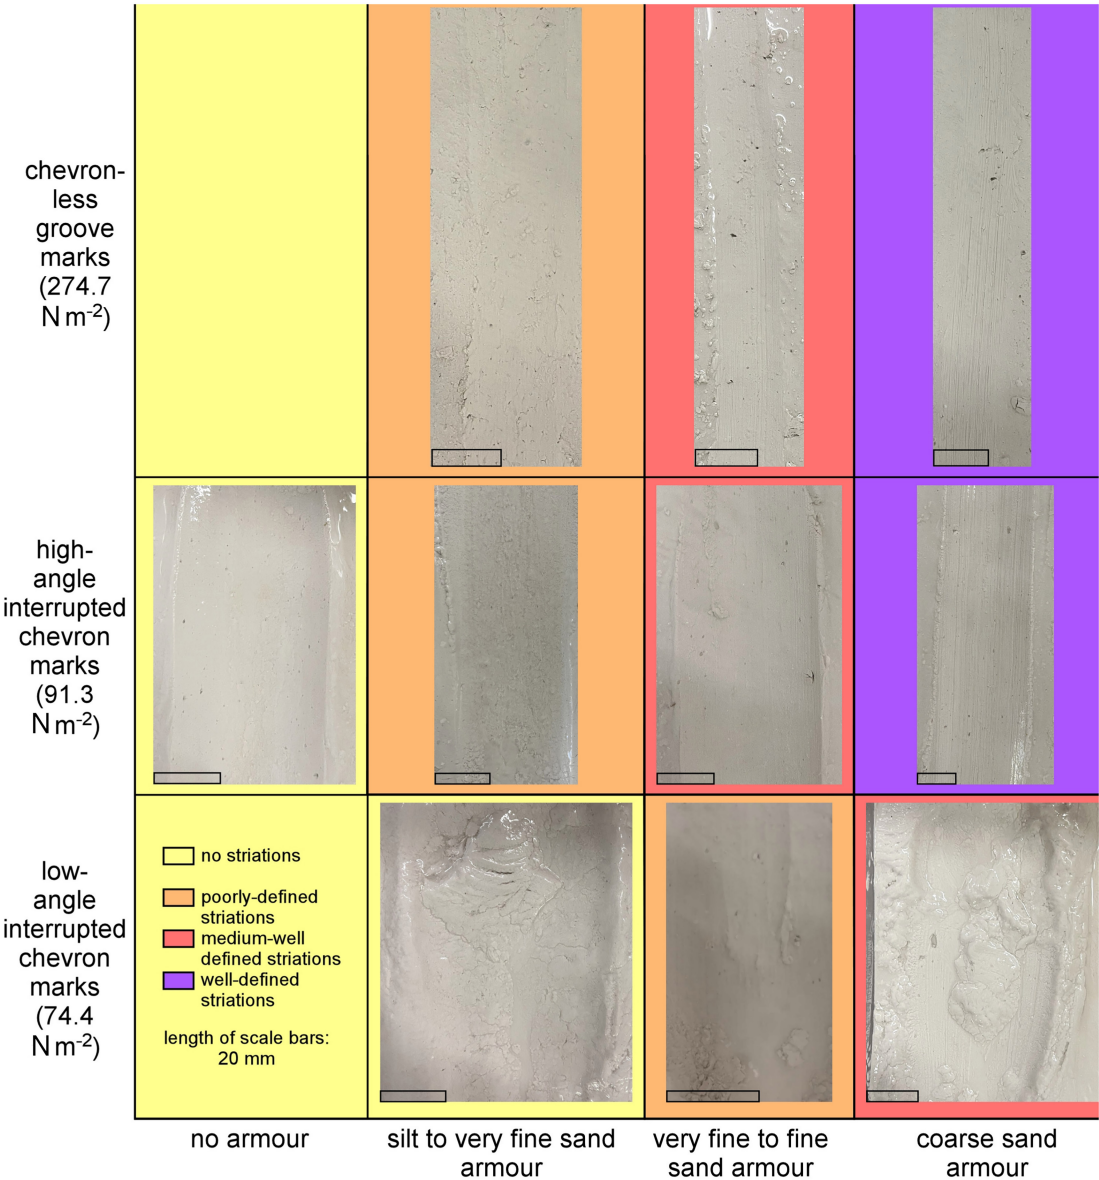 chevron-
less
groove
marks
(274.7
N m-2)
high-
angle
interrupted
chevron
marks
(91.3
N m-2)
low-
angle
interrupted
chevron
marks
(74.4
N m-2)
no striations
poorly-defined
striations
medium-well
defined striations
well-defined
striations
length of scale bars:
20 mm
no armour
silt to very fine sand
armour
very fine to fine
sand armour
coarse sand
armour